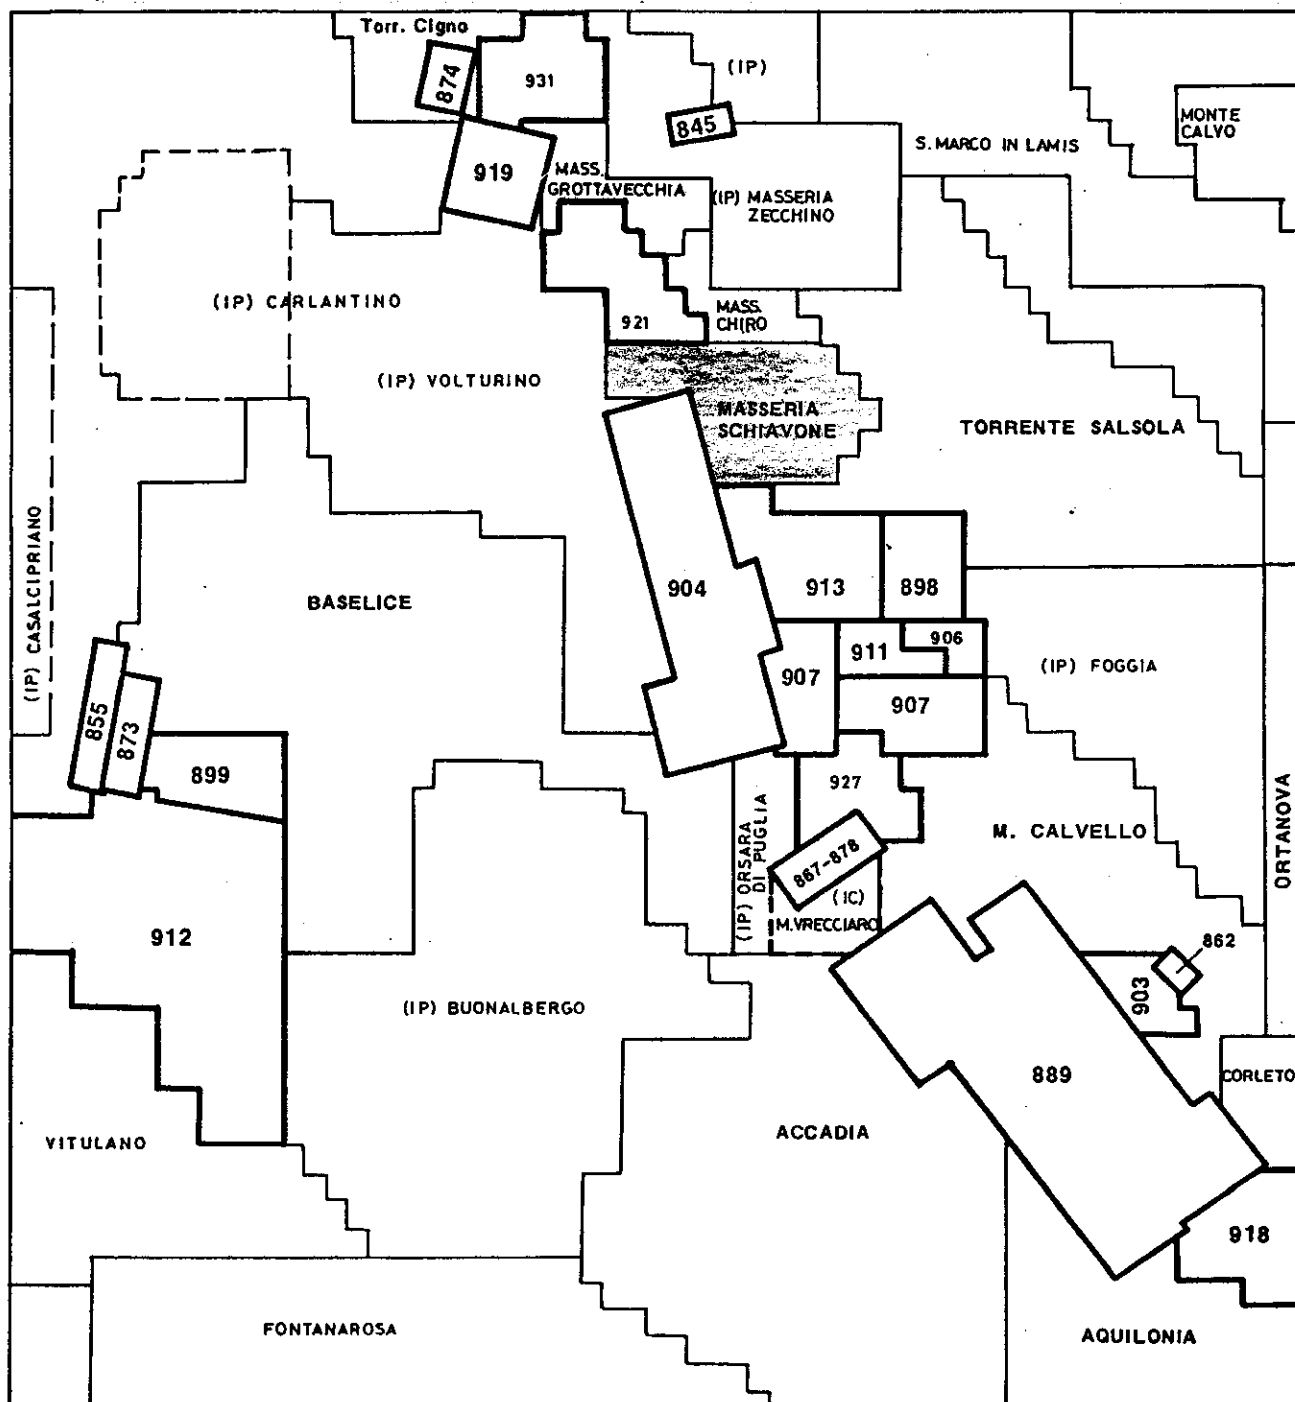 Torr. Cigno
874
931
(IP)
845
MONTE
CALVO
S. MARCO IN LAMIS
919
MASS.
GROTTAVECCHIA
(IP) MASSERIA
ZECCHINO
(IP) CARLANTINO
921
MASS.
CHIRO
(IP) VOLTURINO
MASSERIA
SCHIAVONE
TORRENTE SALSOLA
(IP) CASALCIPRIANO
BASELICE
904
913
898
906
911
907
(IP) FOGGIA
907
855
873
899
927
M. CALVELLO
ORTANOVA
(IP) ORSARA
DI PUGLIA
867-878
(IC)
M. VRECCIARO
912
862
903
(IP) BUONALBERGO
889
CORLETO
VITULANO
ACCADIA
918
FONTANAROSA
AQUILONIA